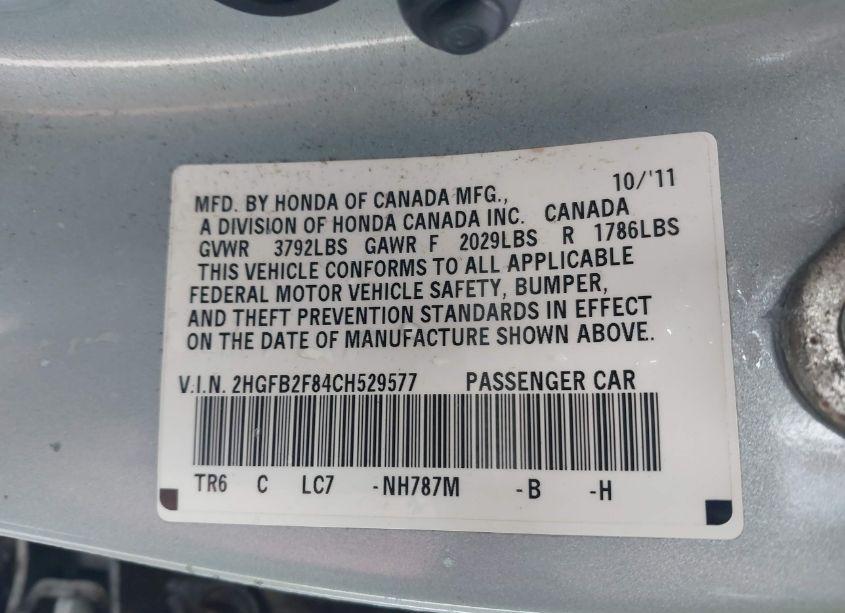 10/'11
MFD. BY HONDA OF CANADA MFG.,
A DIVISION OF HONDA CANADA INC. CANADA
GVWR 3792LBS GAWR F 2029LBS R 1786LBS
THIS VEHICLE CONFORMS TO ALL APPLICABLE
FEDERAL MOTOR VEHICLE SAFETY, BUMPER,
AND THEFT PREVENTION STANDARDS IN EFFECT
ON THE DATE OF MANUFACTURE SHOWN ABOVE.
V.I.N. 2HGFB2F84CH529577 PASSENGER CAR
TR6 C LC7 -NH787M -B -H